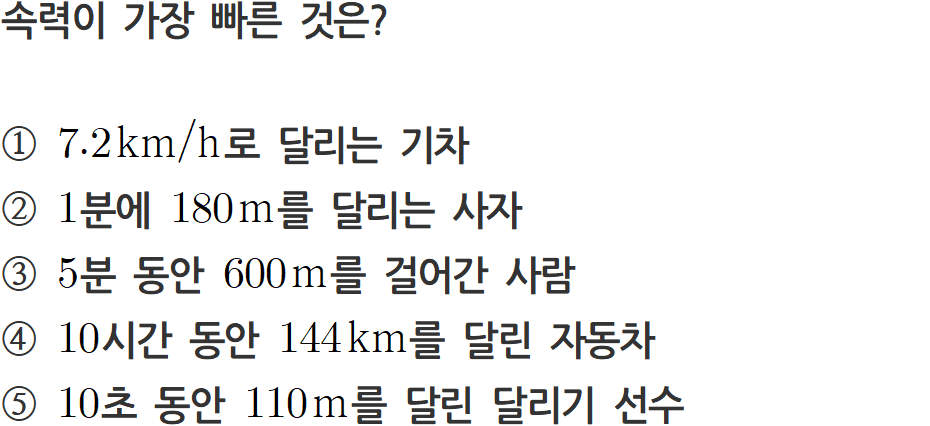 속력이 가장 빠른 것은?
① 7.2km/h로 달리는 기차
② 1분에 180m를 달리는 사자
③ 5분 동안 600m를 걸어간 사람
④ 10시간 동안 144km를 달린 자동차
⑤ 10초 동안 110m를 달린 달리기 선수